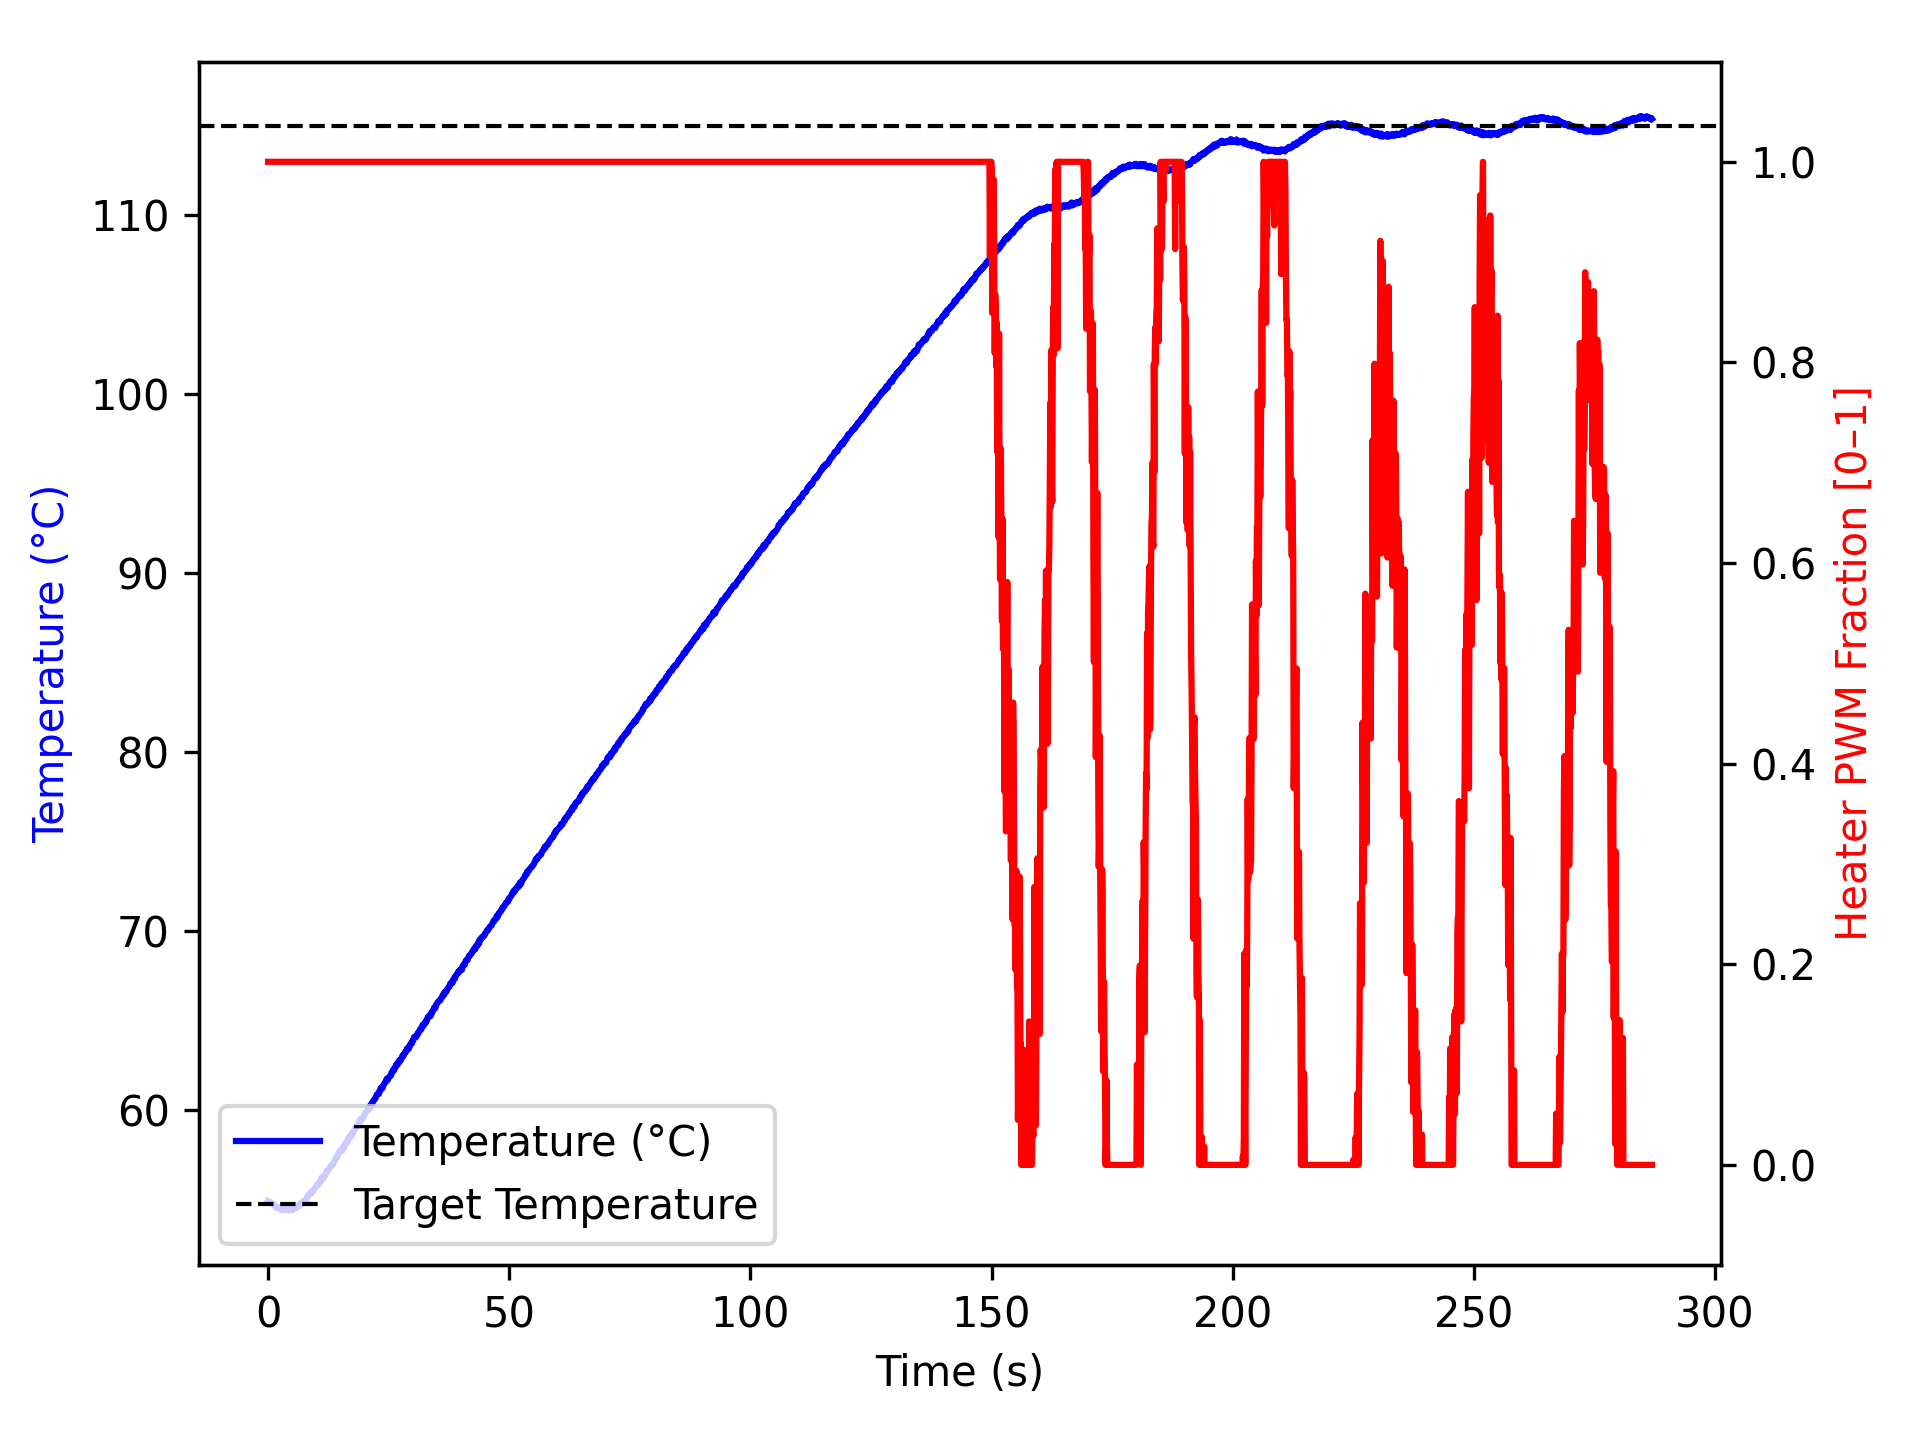 Temperature (°C)
110
100
90
80
70
60
1.0
0.8
0.6
0.4
0.2
0.0
Heater PWM Fraction [0–1]
Temperature (°C)
Target Temperature
0 50 100 150 200 250 300
Time (s)